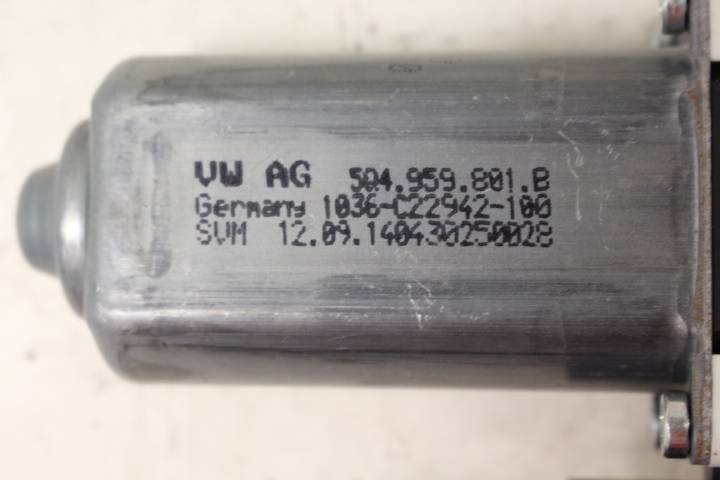 VW AG 5Q4.959.801.B
Germany 1036-C22942-100
SVM 12.09.140430250028